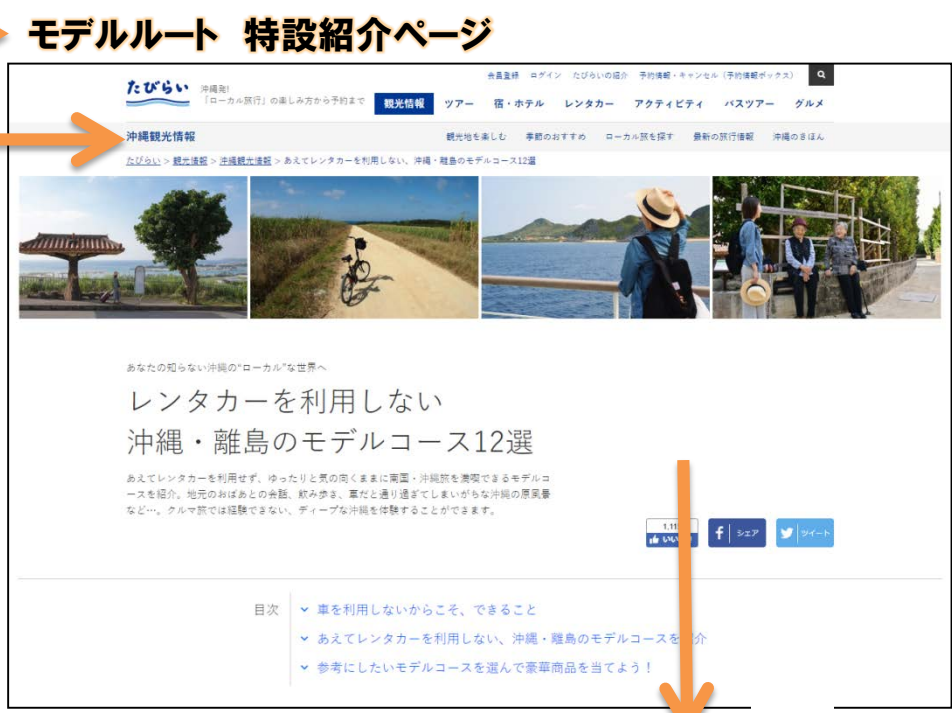 モデルルート 特設紹介ページ
会員登録 ログイン たびらいの紹介 予約情報・キャンセル（予約情報ボックス）
たびらい
沖縄発!
「ローカル旅行」の楽しみ方から予約まで
観光情報 ツアー 宿・ホテル レンタカー アクティビティ バスツアー グルメ
沖縄観光情報
観光地を楽しむ 季節のおすすめ ローカル旅を探す 最新の旅行情報 沖縄のきほん
たびらい > 観光情報 > 沖縄観光情報 > あえてレンタカーを利用しない、沖縄・離島のモデルコース12選
あなたの知らない沖縄の“ローカル”な世界へ
レンタカーを利用しない
沖縄・離島のモデルコース12選
あえてレンタカーを利用せず、ゆったりと気の向くままに南国・沖縄旅を満喫できるモデルコ
ースを紹介。地元のおばあとの会話、飲み歩き、車だと通り過ぎてしまいがちな沖縄の原風景
など…。クルマ旅では経験できない、ディープな沖縄を体験することができます。
シェア
ツイート
目次
車を利用しないからこそ、できること
あえてレンタカーを利用しない、沖縄・離島のモデルコースを 介
参考にしたいモデルコースを選んで豪華商品を当てよう！